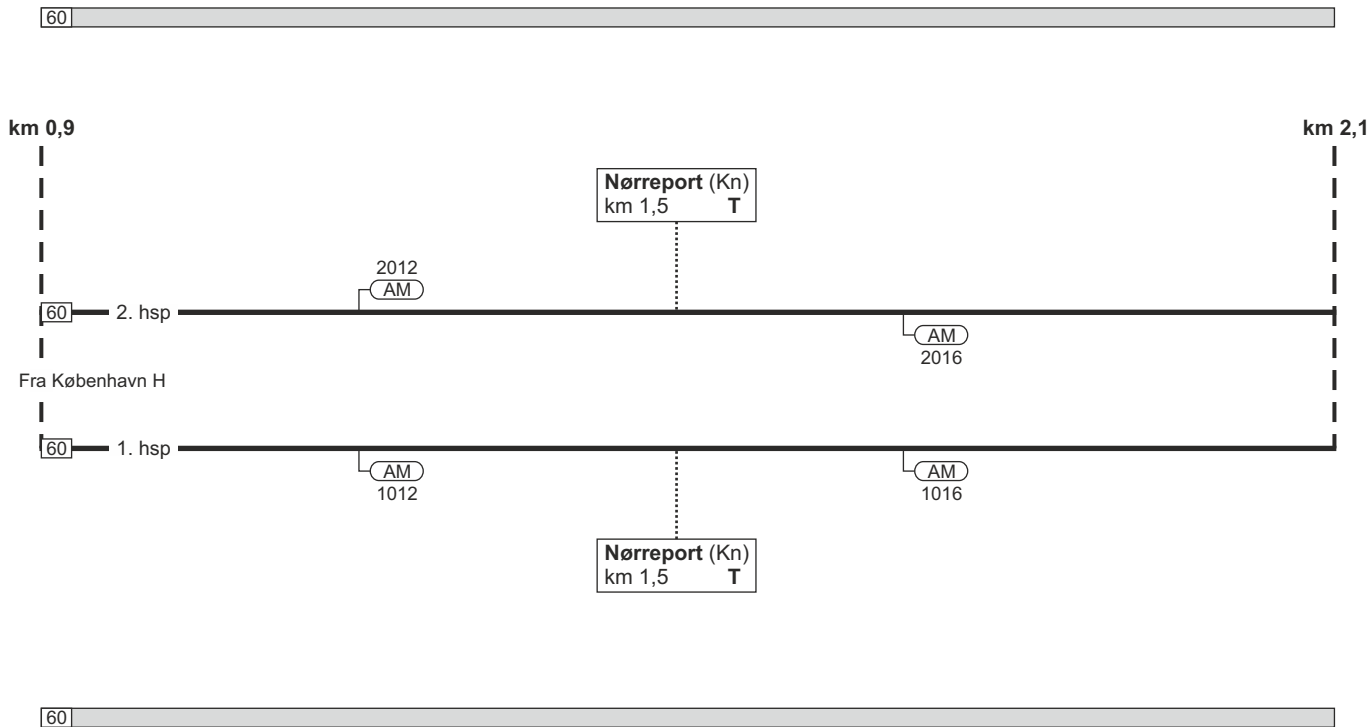 60
km 0,9
km 2,1
Nørreport (Kn)
km 1,5 T
2012
AM
60
2. hsp
AM
2016
Fra København H
60
1. hsp
AM
1012
AM
1016
Nørreport (Kn)
km 1,5 T
60